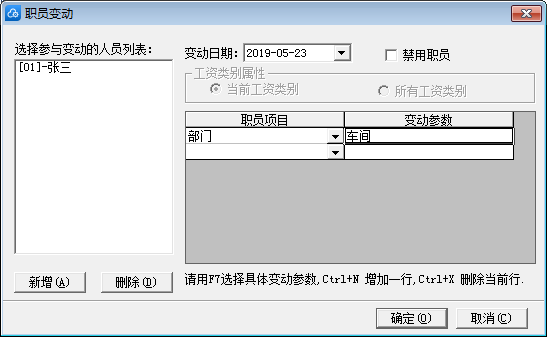 职员变动
选择参与变动的人员列表：
[01]-张三
新增(A)
删除(D)
变动日期：2019-05-23
禁用职员
工资类别属性
当前工资类别
所有工资类别
职员项目 变动参数
部门 车间
请用F7选择具体变动参数,Ctrl+N 增加一行,Ctrl+X 删除当前行.
确定(O)
取消(C)